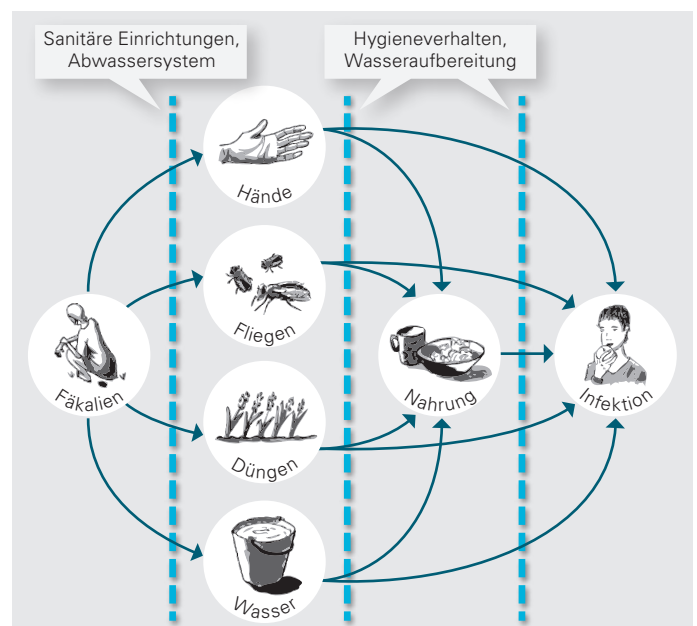 Sanitäre Einrichtungen,
Abwassersystem
Hygieneverhalten,
Wasseraufbereitung
Hände
Fliegen
Fäkalien
Nahrung
Infektion
Düngen
Wasser